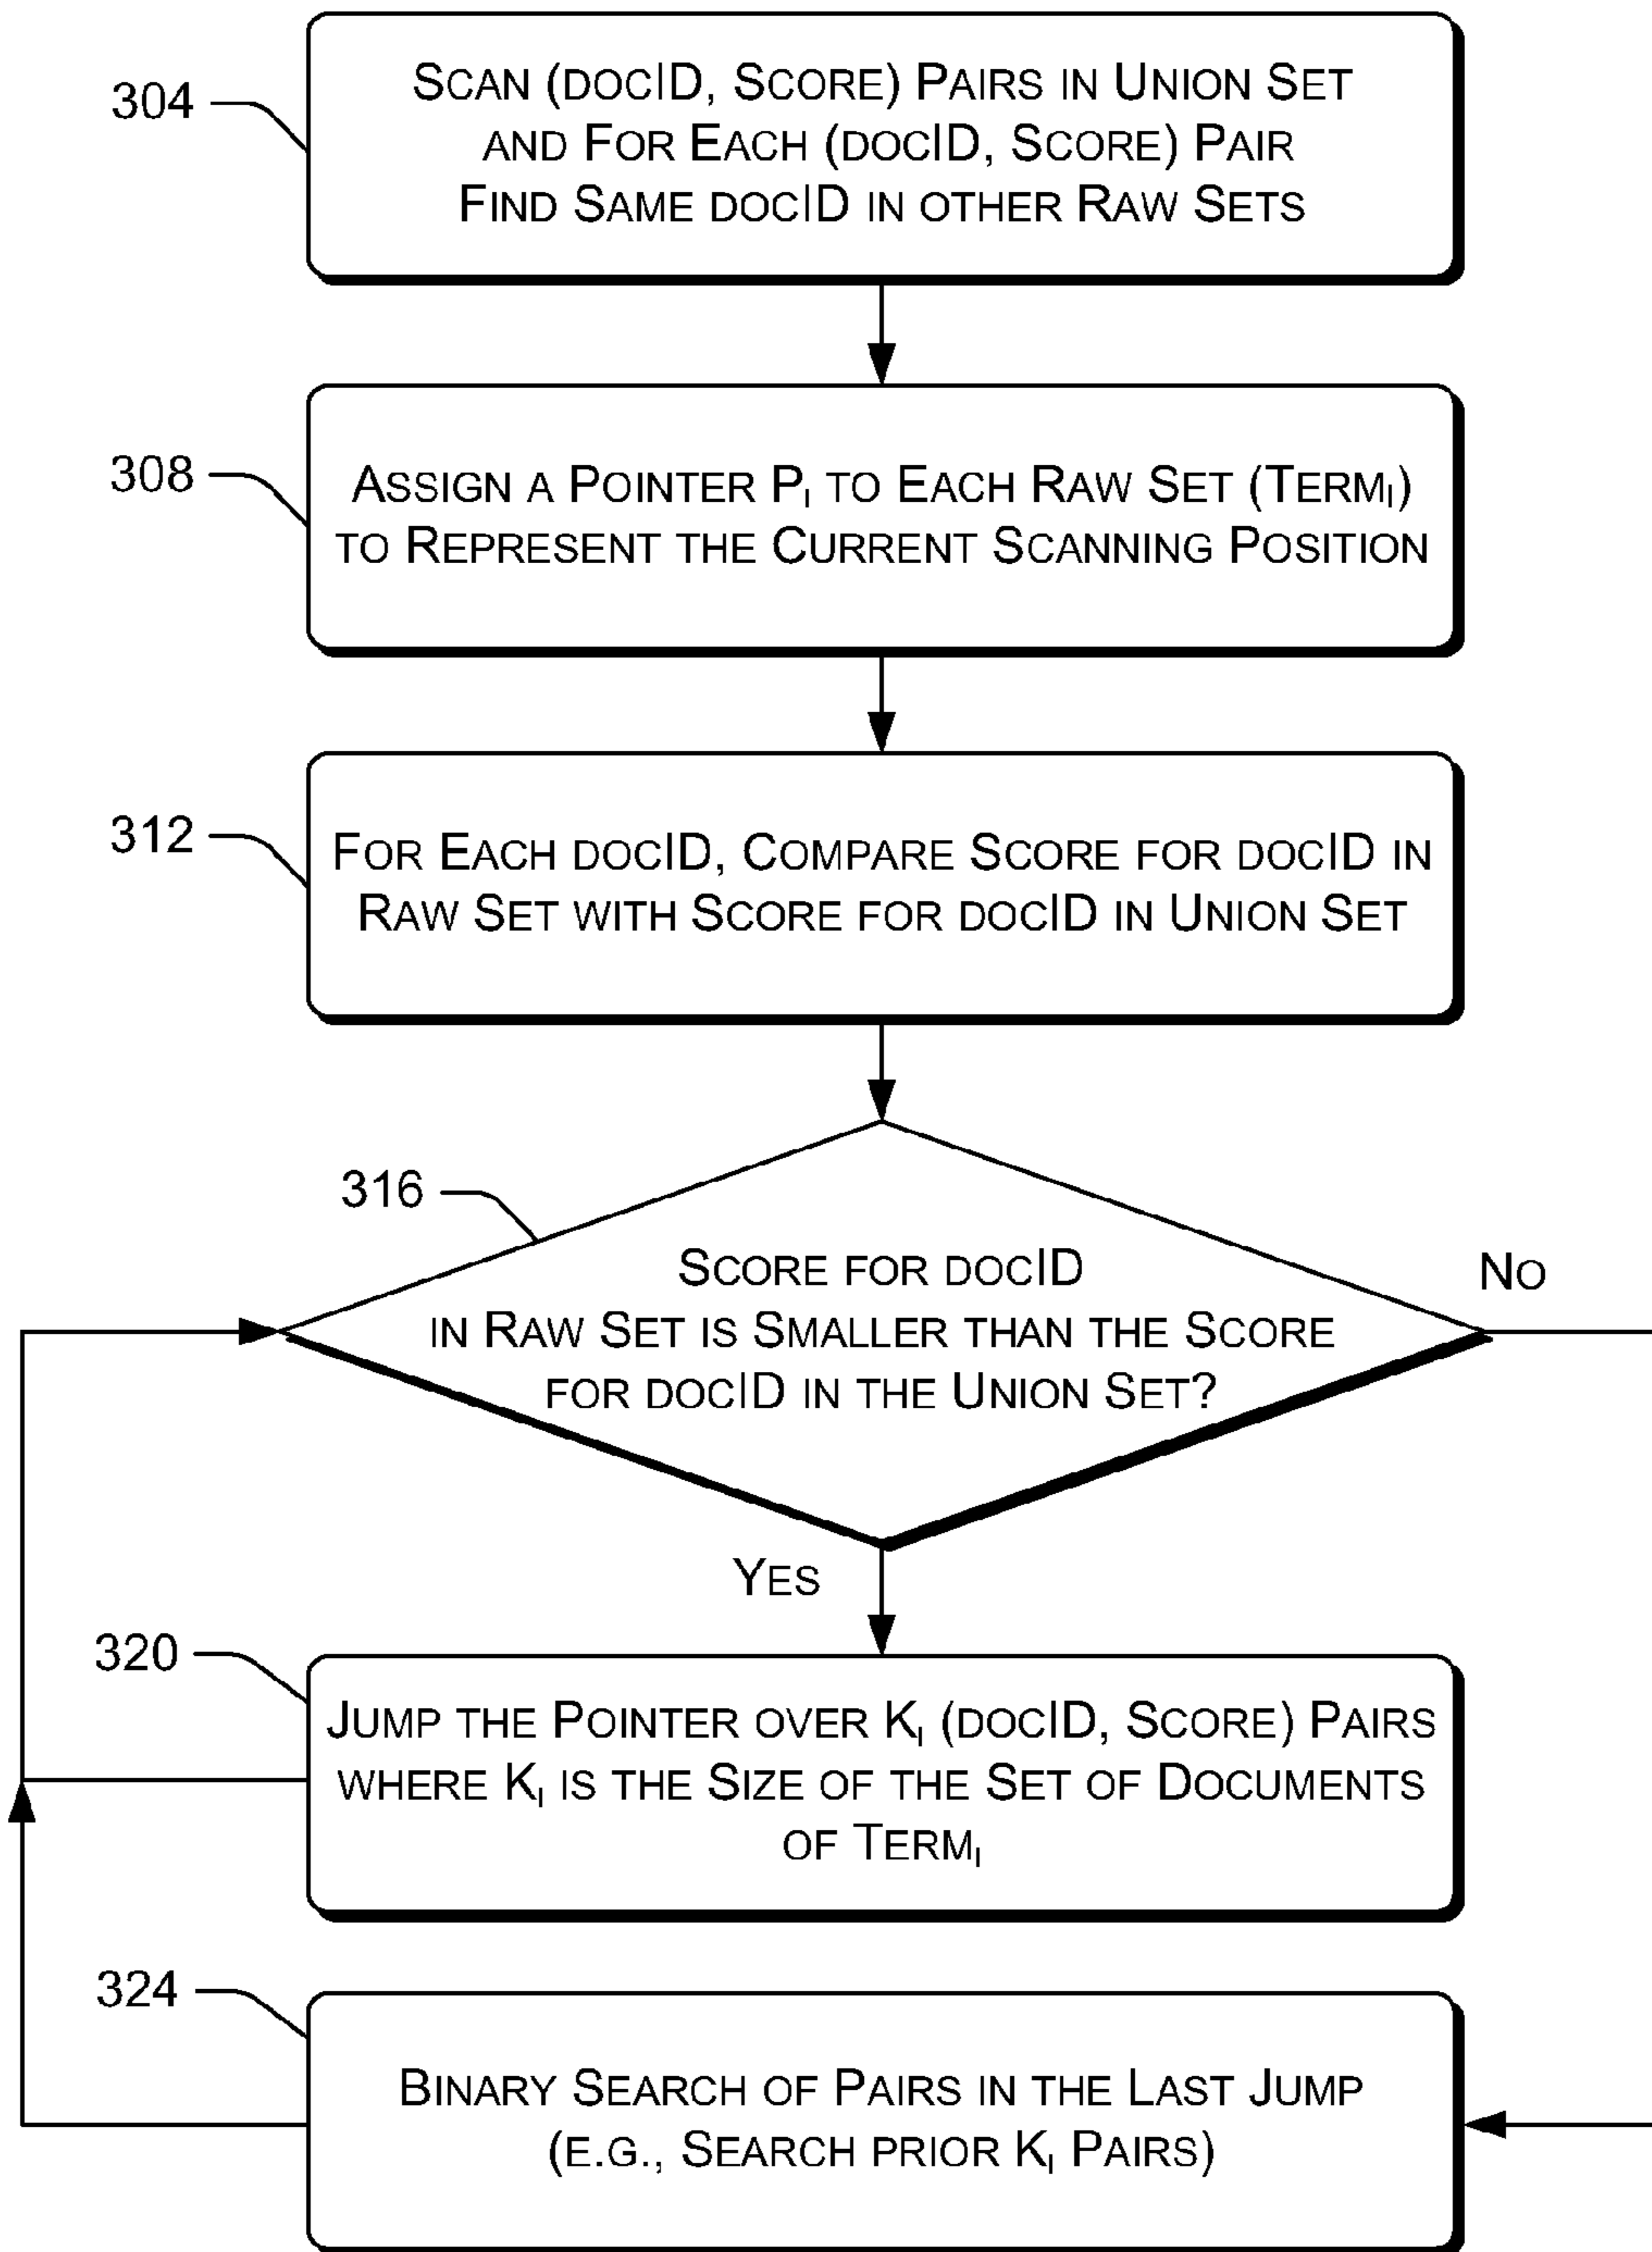 304
SCAN (DOCID, SCORE) PAIRS IN UNION SET
AND FOR EACH (DOCID, SCORE) PAIR
FIND SAME DOCID IN OTHER RAW SETS
308
ASSIGN A POINTER PI TO EACH RAW SET (TERMI)
TO REPRESENT THE CURRENT SCANNING POSITION
312
FOR EACH DOCID, COMPARE SCORE FOR DOCID IN
RAW SET WITH SCORE FOR DOCID IN UNION SET
316
SCORE FOR DOCID
IN RAW SET IS SMALLER THAN THE SCORE
FOR DOCID IN THE UNION SET?
NO
YES
320
JUMP THE POINTER OVER KI (DOCID, SCORE) PAIRS
WHERE KI IS THE SIZE OF THE SET OF DOCUMENTS
OF TERMI
324
BINARY SEARCH OF PAIRS IN THE LAST JUMP
(E.G., SEARCH PRIOR KI PAIRS)